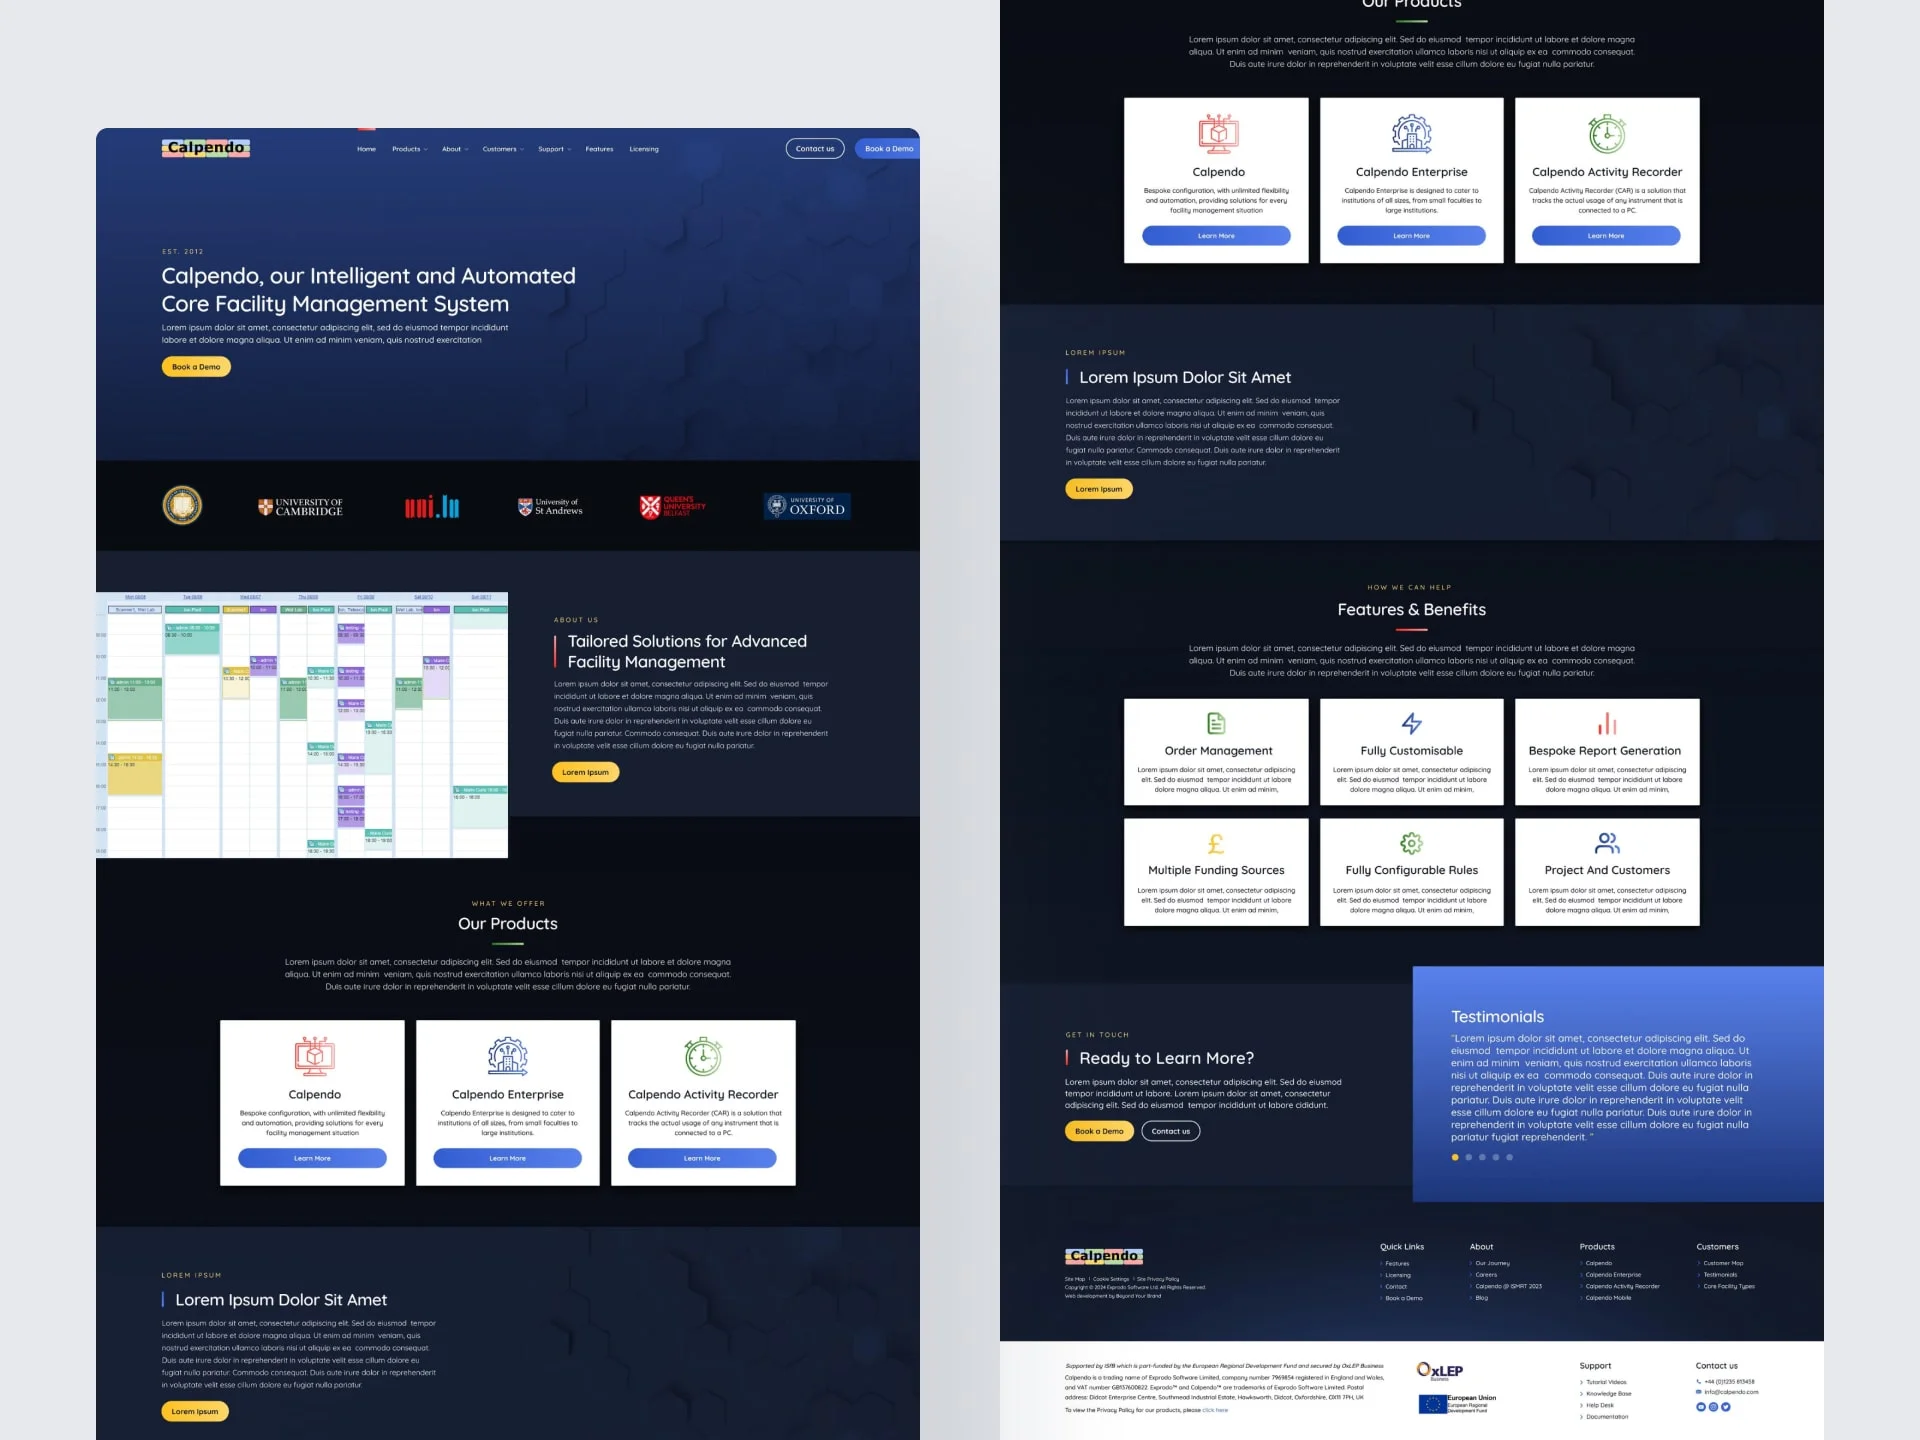 Calpendo
Home Products About Customers Support Features Licensing
Contact us
Book a Demo
EST. 2012
Calpendo, our Intelligent and Automated
Core Facility Management System
Lorem ipsum dolor sit amet, consectetur adipiscing elit, sed do eiusmod tempor incididunt
labore et dolore magna aliqua. Ut enim ad minim veniam, quis nostrud exercitation
Book a Demo
UNIVERSITY OF
CAMBRIDGE
uni.lu
University of
St Andrews
QUEEN'S
UNIVERSITY
BELFAST
UNIVERSITY OF
OXFORD
ABOUT US
Tailored Solutions for Advanced
Facility Management
Lorem ipsum dolor sit amet, consectetur adipiscing elit. Sed do eiusmod tempor
incididunt ut labore et dolore magna aliqua. Ut enim ad minim veniam, quis
nostrud exercitation ullamco laboris nisi ut aliquip ex ea commodo consequat.
Duis aute irure dolor in reprehenderit in voluptate velit esse cillum dolore eu
fugiat nulla pariatur. Commodo consequat. Duis aute irure dolor in reprehenderit
in voluptate velit esse cillum dolore eu fugiat nulla pariatur.
Lorem Ipsum
WHAT WE OFFER
Our Products
Lorem ipsum dolor sit amet, consectetur adipiscing elit. Sed do eiusmod tempor incididunt ut labore et dolore magna
aliqua. Ut enim ad minim veniam, quis nostrud exercitation ullamco laboris nisi ut aliquip ex ea commodo consequat.
Duis aute irure dolor in reprehenderit in voluptate velit esse cillum dolore eu fugiat nulla pariatur.
Calpendo
Bespoke configuration, with unlimited flexibility
and automation, providing solutions for every
facility management situation
Learn More
Calpendo Enterprise
Calpendo Enterprise is designed to cater to
institutions of all sizes, from small faculties to
large institutions.
Learn More
Calpendo Activity Recorder
Calpendo Activity Recorder (CAR) is a solution that
tracks the actual usage of any instrument that is
connected to a PC.
Learn More
LOREM IPSUM
Lorem Ipsum Dolor Sit Amet
Lorem ipsum dolor sit amet, consectetur adipiscing elit. Sed do eiusmod tempor
incididunt ut labore et dolore magna aliqua. Ut enim ad minim veniam, quis
nostrud exercitation ullamco laboris nisi ut aliquip ex ea commodo consequat.
Duis aute irure dolor in reprehenderit in voluptate velit esse cillum dolore eu
fugiat nulla pariatur. Commodo consequat. Duis aute irure dolor in reprehenderit
in voluptate velit esse cillum dolore eu fugiat nulla pariatur.
Lorem Ipsum
Our Products
Lorem ipsum dolor sit amet, consectetur adipiscing elit. Sed do eiusmod tempor incididunt ut labore et dolore magna
aliqua. Ut enim ad minim veniam, quis nostrud exercitation ullamco laboris nisi ut aliquip ex ea commodo consequat.
Duis aute irure dolor in reprehenderit in voluptate velit esse cillum dolore eu fugiat nulla pariatur.
Calpendo
Bespoke configuration, with unlimited flexibility
and automation, providing solutions for every
facility management situation
Learn More
Calpendo Enterprise
Calpendo Enterprise is designed to cater to
institutions of all sizes, from small faculties to
large institutions.
Learn More
Calpendo Activity Recorder
Calpendo Activity Recorder (CAR) is a solution that
tracks the actual usage of any instrument that is
connected to a PC.
Learn More
LOREM IPSUM
Lorem Ipsum Dolor Sit Amet
Lorem ipsum dolor sit amet, consectetur adipiscing elit. Sed do eiusmod tempor
incididunt ut labore et dolore magna aliqua. Ut enim ad minim veniam, quis
nostrud exercitation ullamco laboris nisi ut aliquip ex ea commodo consequat.
Duis aute irure dolor in reprehenderit in voluptate velit esse cillum dolore eu
fugiat nulla pariatur. Commodo consequat. Duis aute irure dolor in reprehenderit
in voluptate velit esse cillum dolore eu fugiat nulla pariatur.
Lorem Ipsum
HOW WE CAN HELP
Features & Benefits
Lorem ipsum dolor sit amet, consectetur adipiscing elit. Sed do eiusmod tempor incididunt ut labore et dolore magna
aliqua. Ut enim ad minim veniam, quis nostrud exercitation ullamco laboris nisi ut aliquip ex ea commodo consequat.
Duis aute irure dolor in reprehenderit in voluptate velit esse cillum dolore eu fugiat nulla pariatur.
Order Management
Lorem ipsum dolor sit amet, consectetur adipiscing
elit. Sed do eiusmod tempor incididunt ut labore
dolore magna aliqua. Ut enim ad minim,
Fully Customisable
Lorem ipsum dolor sit amet, consectetur adipiscing
elit. Sed do eiusmod tempor incididunt ut labore
dolore magna aliqua. Ut enim ad minim,
Bespoke Report Generation
Lorem ipsum dolor sit amet, consectetur adipiscing
elit. Sed do eiusmod tempor incididunt ut labore
dolore magna aliqua. Ut enim ad minim,
£
Multiple Funding Sources
Lorem ipsum dolor sit amet, consectetur adipiscing
elit. Sed do eiusmod tempor incididunt ut labore
dolore magna aliqua. Ut enim ad minim,
Fully Configurable Rules
Lorem ipsum dolor sit amet, consectetur adipiscing
elit. Sed do eiusmod tempor incididunt ut labore
dolore magna aliqua. Ut enim ad minim,
Project And Customers
Lorem ipsum dolor sit amet, consectetur adipiscing
elit. Sed do eiusmod tempor incididunt ut labore
dolore magna aliqua. Ut enim ad minim,
GET IN TOUCH
Ready to Learn More?
Lorem ipsum dolor sit amet, consectetur adipiscing elit. Sed do eiusmod
tempor incididunt ut labore et dolore. Lorem ipsum dolor sit amet, consectetur
adipiscing elit. Sed do eiusmod tempor incididunt ut labore cididunt.
Book a Demo
Contact us
Testimonials
"Lorem ipsum dolor sit amet, consectetur adipiscing elit. Sed do
eiusmod tempor incididunt ut labore et dolore magna aliqua. Ut
enim ad minim veniam, quis nostrud exercitation ullamco laboris
nisi ut aliquip ex ea commodo consequat. Duis aute irure dolor in
reprehenderit in voluptate velit esse cillum dolore eu fugiat nulla
pariatur. Duis aute irure dolor in reprehenderit in voluptate velit
esse cillum dolore eu fugiat nulla pariatur. Duis aute irure dolor in
reprehenderit in voluptate velit esse cillum dolore eu fugiat nulla
pariatur fugiat reprehenderit. "
Calpendo
Site Map | Cookie Settings | Site Privacy Policy
Copyright © 2024 Exprodo Software Ltd. All Rights Reserved.
Web development by Beyond Your Brand
Quick Links
Features
Licensing
Contact
Book a Demo
About
Our Journey
Careers
Calpendo @ ISMRT 2023
Blog
Products
Calpendo
Calpendo Enterprise
Calpendo Activity Recorder
Calpendo Mobile
Customers
Customer Map
Testimonials
Core Facility Types
Supported by ISfB which is part-funded by the European Regional Development Fund and secured by OxLEP Business
Calpendo is a trading name of Exprodo Software Limited, company number 7969854 registered in England and Wales,
and VAT number GB137600822. Exprodo™ and Calpendo™ are trademarks of Exprodo Software Limited. Postal
address: Didcot Enterprise Centre, Southmead Industrial Estate, Hawksworth, Didcot, Oxfordshire, OX11 7PH, UK
To view the Privacy Policy for our products, please click here
OxLEP
Business
European Union
European Regional
Development Fund
Support
Tutorial Videos
Knowledge Base
Help Desk
Documentation
Contact us
+44 (0)1235 813458
info@calpendo.com